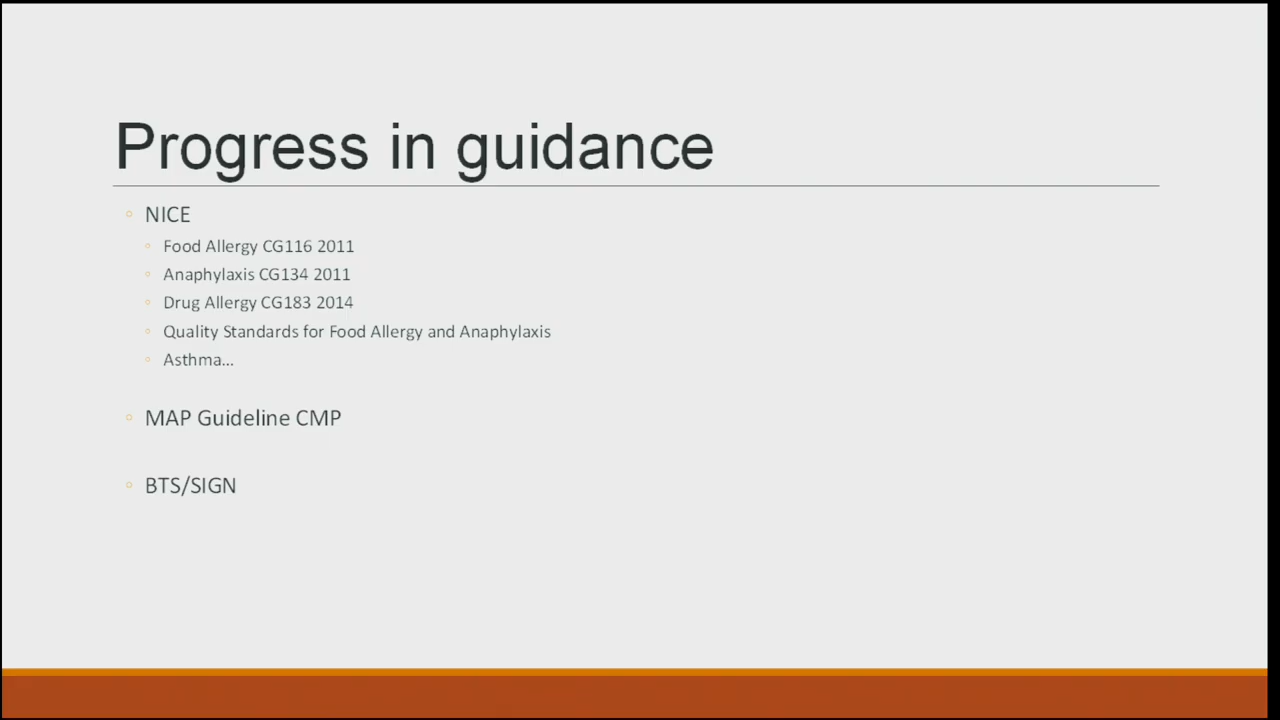 Progress in guidance
NICE
Food Allergy CG116 2011
Anaphylaxis CG134 2011
Drug Allergy CG183 2014
Quality Standards for Food Allergy and Anaphylaxis
Asthma...
MAP Guideline CMP
BTS/SIGN